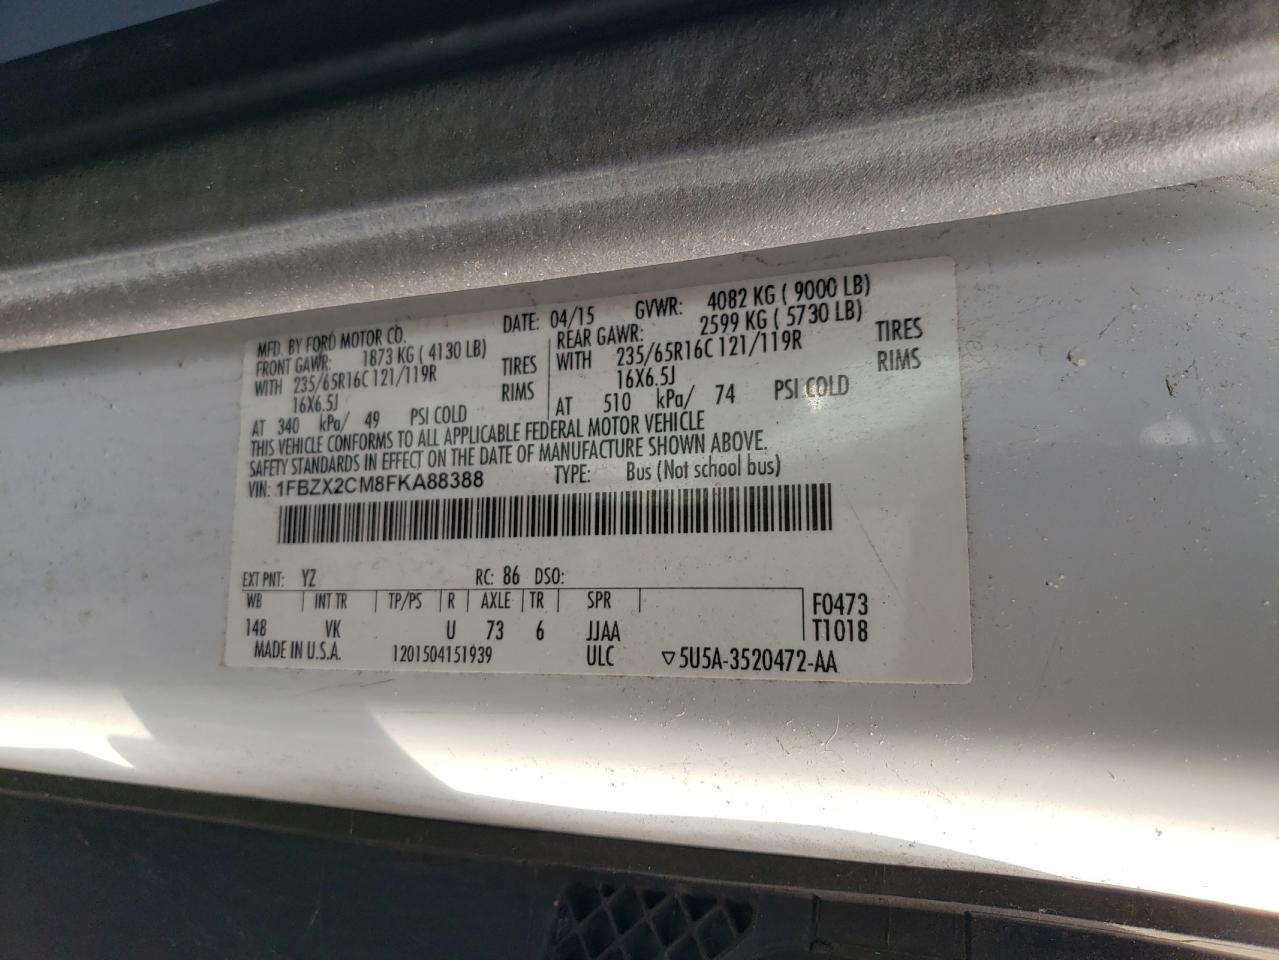 MFD. BY FORD MOTOR CO. DATE: 04/15 GVWR: 4082 KG ( 9000 LB)
FRONT GAWR: 1873 KG ( 4130 LB) REAR GAWR: 2599 KG ( 5730 LB)
WITH 235/65R16C 121/119R TIRES WITH 235/65R16C 121/119R TIRES
16X6.5J RIMS 16X6.5J RIMS
AT 340 kPa/ 49 PSI COLD AT 510 kPa/ 74 PSI COLD
THIS VEHICLE CONFORMS TO ALL APPLICABLE FEDERAL MOTOR VEHICLE
SAFETY STANDARDS IN EFFECT ON THE DATE OF MANUFACTURE SHOWN ABOVE.
VIN: 1FBZX2CM8FKA88388 TYPE: Bus (Not school bus)
EXT PNT: YZ RC: 86 DSO:
WB INT TR TP/PS R AXLE TR SPR F0473
148 VK U 73 6 JJAA T1018
MADE IN U.S.A. 1201504151939 ULC ▽5U5A-3520472-AA